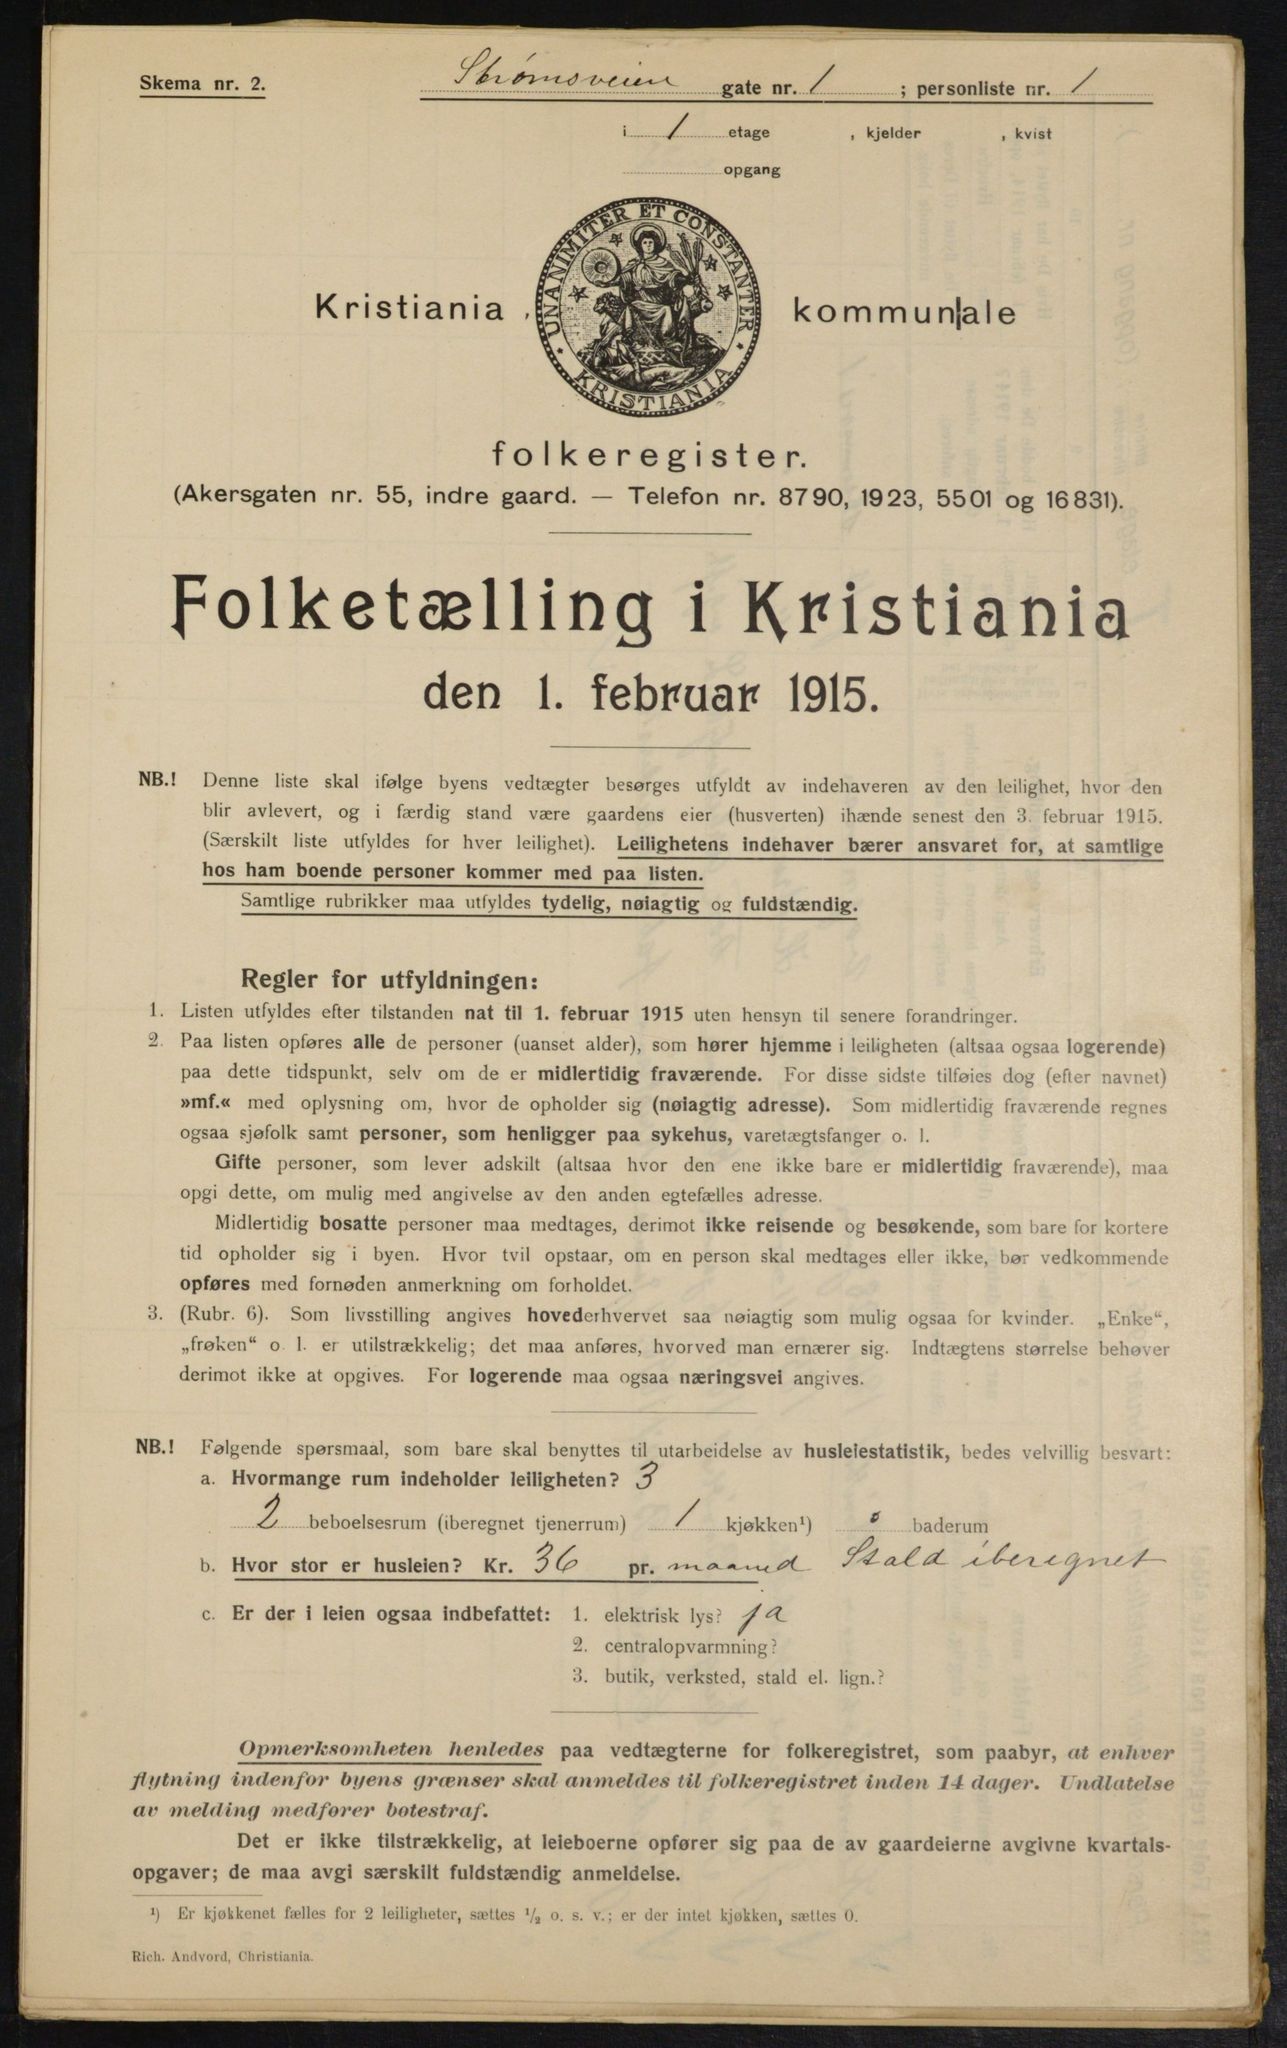 Skema nr. 2.
Strømsveien gate nr. 1 ; personliste nr. 1
i 1 etage , kjelder , kvist
opgang
UNANIMITER ET CONSTANTER
KRISTIANIA
Kristiania kommunale
folkeregister.
(Akersgaten nr. 55, indre gaard. — Telefon nr. 8790, 1923, 5501 og 16831).
Folketælling i Kristiania
den 1. februar 1915.
NB.! Denne liste skal ifølge byens vedtægter besørges utfyldt av indehaveren av den leilighet, hvor den
blir avlevert, og i færdig stand være gaardens eier (husverten) ihænde senest den 3. februar 1915.
(Særskilt liste utfyldes for hver leilighet). Leilighetens indehaver bærer ansvaret for, at samtlige
hos ham boende personer kommer med paa listen.
Samtlige rubrikker maa utfyldes tydelig, nøiagtig og fuldstændig.
Regler for utfyldningen:
1. Listen utfyldes efter tilstanden nat til 1. februar 1915 uten hensyn til senere forandringer.
2. Paa listen opføres alle de personer (uanset alder), som hører hjemme i leiligheten (altsaa ogsaa logerende)
paa dette tidspunkt, selv om de er midlertidig fraværende. For disse sidste tilføies dog (efter navnet)
»mf.« med oplysning om, hvor de opholder sig (nøiagtig adresse). Som midlertidig fraværende regnes
ogsaa sjøfolk samt personer, som henligger paa sykehus, varetægtsfanger o. l.
Gifte personer, som lever adskilt (altsaa hvor den ene ikke bare er midlertidig fraværende), maa
opgi dette, om mulig med angivelse av den anden egtefælles adresse.
Midlertidig bosatte personer maa medtages, derimot ikke reisende og besøkende, som bare for kortere
tid opholder sig i byen. Hvor tvil opstaar, om en person skal medtages eller ikke, bør vedkommende
opføres med fornøden anmerkning om forholdet.
3. (Rubr. 6). Som livsstilling angives hovederhvervet saa nøiagtig som mulig ogsaa for kvinder. „Enke“,
„frøken“ o. l. er utilstrækkelig; det maa anføres, hvorved man ernærer sig. Indtægtens størrelse behøver
derimot ikke at opgives. For logerende maa ogsaa næringsvei angives.
NB.! Følgende spørsmaal, som bare skal benyttes til utarbeidelse av husleiestatistik, bedes velvillig besvart:
a. Hvormange rum indeholder leiligheten? 3
2 beboelsesrum (iberegnet tjenerrum) 1 kjøkken¹) 0 baderum
b. Hvor stor er husleien? Kr. 36 pr. maaned Stald iberegnet
c. Er der i leien ogsaa indbefattet: 1. elektrisk lys? ja
2. centralopvarmning?
3. butik, verksted, stald el. lign.?
Opmerksomheten henledes paa vedtægterne for folkeregistret, som paabyr, at enhver
flytning indenfor byens grænser skal anmeldes til folkeregistret inden 14 dager. Undlatelse
av melding medfører bøtestraf.
Det er ikke tilstrækkelig, at leieboerne opfører sig paa de av gaardeierne avgivne kvartals-
opgaver; de maa avgi særskilt fuldstændig anmeldelse.
¹) Er kjøkkenet fælles for 2 leiligheter, sættes ½ o. s. v.; er der intet kjøkken, sættes 0.
Rich. Andvord, Christiania.